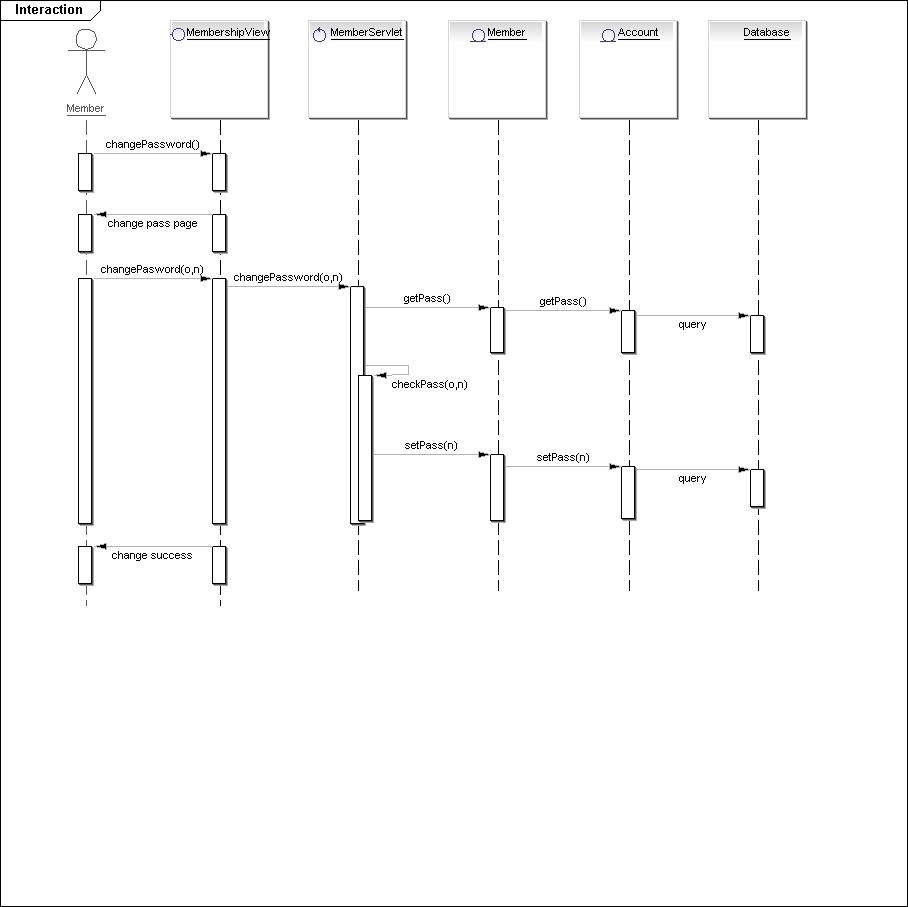 Interaction
MembershipView
MemberServlet
Member
Account
Database
Member
changePassword()
change pass page
changePasword(o,n)
changePassword(o,n)
getPass()
getPass()
query
checkPass(o,n)
setPass(n)
setPass(n)
query
change success